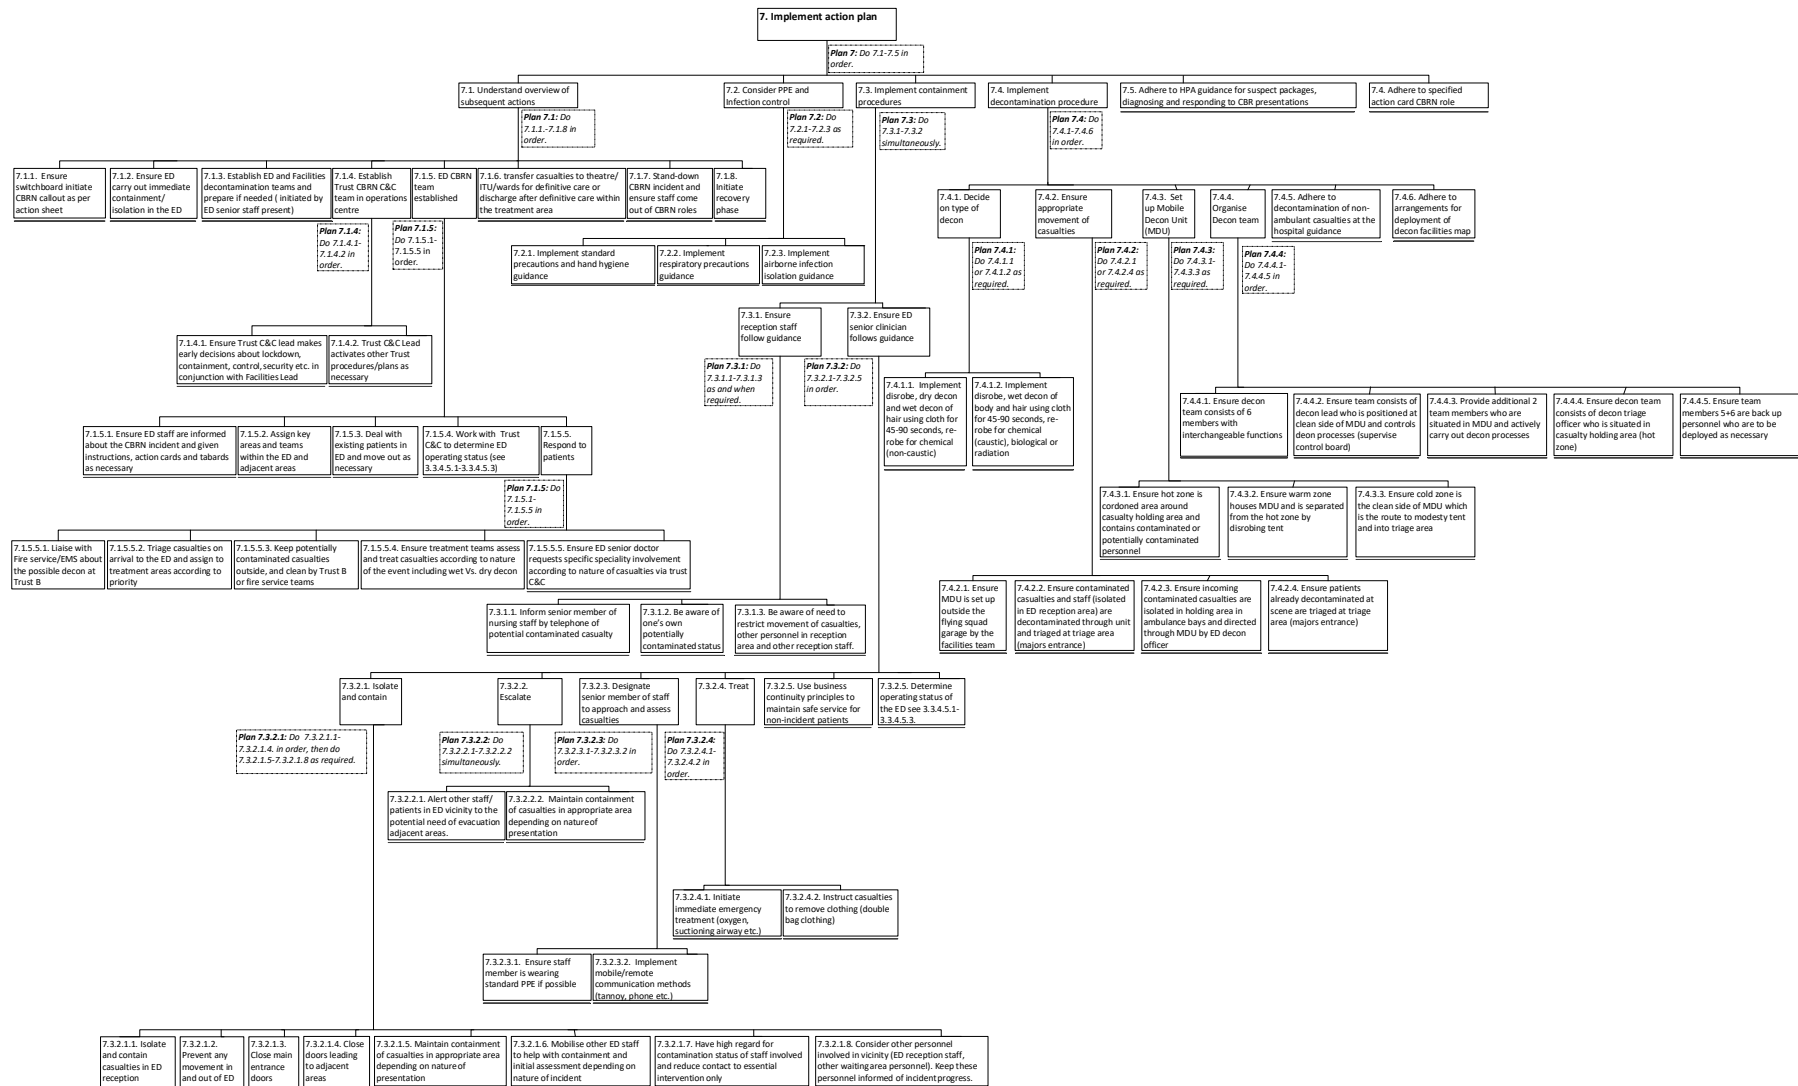 7. Implement action plan
Plan 7: Do 7.1-7.5 in
order.
7.1. Understand overview of
subsequent actions
7.2. Consider PPE and
Infection control
7.3. Implement containment
procedures
7.4. Implement
decontamination procedure
7.5. Adhere to HPA guidance for suspect packages,
diagnosing and responding to CBR presentations
7.4. Adhere to specified
action card CBRN role
Plan 7.1: Do
7.1.1.-7.1.8 in
order.
Plan 7.2: Do
7.2.1-7.2.3 as
required.
Plan 7.3: Do
7.3.1-7.3.2
simultaneously.
Plan 7.4: Do
7.4.1-7.4.6
in order.
7.1.1. Ensure
switchboard initiate
CBRN callout as per
action sheet
7.1.2. Ensure ED
carry out immediate
containment/
isolation in the ED
7.1.3. Establish ED and Facilities
decontamination teams and
prepare if needed ( initiated by
ED senior staff present)
7.1.4. Establish
Trust CBRN C&C
team in operations
centre
7.1.5. ED CBRN
team
established
7.1.6. transfer casualties to theatre/
ITU/wards for definitive care or
discharge after definitive care within
the treatment area
7.1.7. Stand-down
CBRN incident and
ensure staff come
out of CBRN roles
7.1.8.
Initiate
recovery
phase
7.4.1. Decide
on type of
decon
7.4.2. Ensure
appropriate
movement of
casualties
7.4.3. Set
up Mobile
Decon Unit
(MDU)
7.4.4.
Organise
Decon team
7.4.5. Adhere to
decontamination of non-
ambulant casualties at the
hospital guidance
7.4.6. Adhere to
arrangements for
deployment of
decon facilities map
Plan 7.1.4:
Do 7.1.4.1-
7.1.4.2 in
order.
Plan 7.1.5:
Do 7.1.5.1-
7.1.5.5 in
order.
7.2.1. Implement standard
precautions and hand hygiene
guidance
7.2.2. Implement
respiratory precautions
guidance
7.2.3. Implement
airborne infection
isolation guidance
Plan 7.4.1:
Do 7.4.1.1
or 7.4.1.2 as
required.
Plan 7.4.2:
Do 7.4.2.1
or 7.4.2.4 as
required.
Plan 7.4.3:
Do 7.4.3.1-
7.4.3.3 as
required.
Plan 7.4.4:
Do 7.4.4.1-
7.4.4.5 in
order.
7.3.1. Ensure
reception staff
follow guidance
7.3.2. Ensure ED
senior clinician
follows guidance
7.1.4.1. Ensure Trust C&C lead makes
early decisions about lockdown,
containment, control, security etc. in
conjunction with Facilities Lead
7.1.4.2. Trust C&C Lead
activates other Trust
procedures/plans as
necessary
Plan 7.3.1: Do
7.3.1.1-7.3.1.3
as and when
required.
Plan 7.3.2: Do
7.3.2.1-7.3.2.5
in order.
7.4.1.1. Implement
disrobe, dry decon
and wet decon of
hair using cloth for
45-90 seconds, re-
robe for chemical
(non-caustic)
7.4.1.2. Implement
disrobe, wet decon of
body and hair using cloth
for 45-90 seconds, re-
robe for chemical
(caustic), biological or
radiation
7.4.4.1. Ensure decon
team consists of 6
members with
interchangeable functions
7.4.4.2. Ensure team consists of
decon lead who is positioned at
clean side of MDU and controls
deon processes (supervise
control board)
7.4.4.3. Provide additional 2
team members who are
situated in MDU and actively
carry out decon processes
7.4.4.4. Ensure decon team
consists of decon triage
officer who is situated in
casualty holding area (hot
zone)
7.4.4.5. Ensure team
members 5+6 are back up
personnel who are to be
deployed as necessary
7.1.5.1. Ensure ED staff are informed
about the CBRN incident and given
instructions, action cards and tabards
as necessary
7.1.5.2. Assign key
areas and teams
within the ED and
adjacent areas
7.1.5.3. Deal with
existing patients in
ED and move out as
necessary
7.1.5.4. Work with Trust
C&C to determine ED
operating status (see
3.3.4.5.1-3.3.4.5.3)
7.1.5.5.
Respond to
patients
Plan 7.1.5: Do
7.1.5.1-
7.1.5.5 in
order.
7.4.3.1. Ensure hot zone is
cordoned area around
casualty holding area and
contains contaminated or
potentially contaminated
personnel
7.4.3.2. Ensure warm zone
houses MDU and is separated
from the hot zone by
disrobing tent
7.4.3.3. Ensure cold zone is
the clean side of MDU which
is the route to modesty tent
and into triage area
7.1.5.5.1. Liaise with
Fire service/EMS about
the possible decon at
Trust B
7.1.5.5.2. Triage casualties on
arrival to the ED and assign to
treatment areas according to
priority
7.1.5.5.3. Keep potentially
contaminated casualties
outside, and clean by Trust B
or fire service teams
7.1.5.5.4. Ensure treatment teams assess
and treat casualties according to nature
of the event including wet Vs. dry decon
7.1.5.5.5. Ensure ED senior doctor
requests specific speciality involvement
according to nature of casualties via trust
C&C
7.4.2.1. Ensure
MDU is set up
outside the
flying squad
garage by the
facilities team
7.4.2.2. Ensure contaminated
casualties and staff (isolated
in ED reception area) are
decontaminated through unit
and triaged at triage area
(majors entrance)
7.4.2.3. Ensure incoming
contaminated casualties are
isolated in holding area in
ambulance bays and directed
through MDU by ED decon
officer
7.4.2.4. Ensure patients
already decontaminated at
scene are triaged at triage
area (majors entrance)
7.3.1.1. Inform senior member of
nursing staff by telephone of
potential contaminated casualty
7.3.1.2. Be aware of
one's own
potentially
contaminated status
7.3.1.3. Be aware of need to
restrict movement of casualties,
other personnel in reception
area and other reception staff.
7.3.2.1. Isolate
and contain
7.3.2.2.
Escalate
7.3.2.3. Designate
senior member of staff
to approach and assess
casualties
7.3.2.4. Treat
7.3.2.5. Use business
continuity principles to
maintain safe service for
non-incident patients
7.3.2.5. Determine
operating status of
the ED see 3.3.4.5.1-
3.3.4.5.3.
Plan 7.3.2.1: Do 7.3.2.1.1-
7.3.2.1.4. in order, then do
7.3.2.1.5-7.3.2.1.8 as required.
Plan 7.3.2.2: Do
7.3.2.2.1-7.3.2.2.2
simultaneously.
Plan 7.3.2.3: Do
7.3.2.3.1-7.3.2.3.2 in
order.
Plan 7.3.2.4:
Do 7.3.2.4.1-
7.3.2.4.2 in
order.
7.3.2.2.1. Alert other staff/
patients in ED vicinity to the
potential need of evacuation
adjacent areas.
7.3.2.2.2. Maintain containment
of casualties in appropriate area
depending on nature of
presentation
7.3.2.4.1. Initiate
immediate emergency
treatment (oxygen,
suctioning airway etc.)
7.3.2.4.2. Instruct casualties
to remove clothing (double
bag clothing)
7.3.2.3.1. Ensure staff
member is wearing
standard PPE if possible
7.3.2.3.2. Implement
mobile/remote
communication methods
(tannoy, phone etc.)
7.3.2.1.1. Isolate
and contain
casualties in ED
reception
7.3.2.1.2.
Prevent any
movement in
and out of ED
7.3.2.1.3.
Close main
entrance
doors
7.3.2.1.4. Close
doors leading
to adjacent
areas
7.3.2.1.5. Maintain containment
of casualties in appropriate area
depending on nature of
presentation
7.3.2.1.6. Mobilise other ED staff
to help with containment and
initial assessment depending on
nature of incident
7.3.2.1.7. Have high regard for
contamination status of staff involved
and reduce contact to essential
intervention only
7.3.2.1.8. Consider other personnel
involved in vicinity (ED reception staff,
other waiting area personnel). Keep these
personnel informed of incident progress.